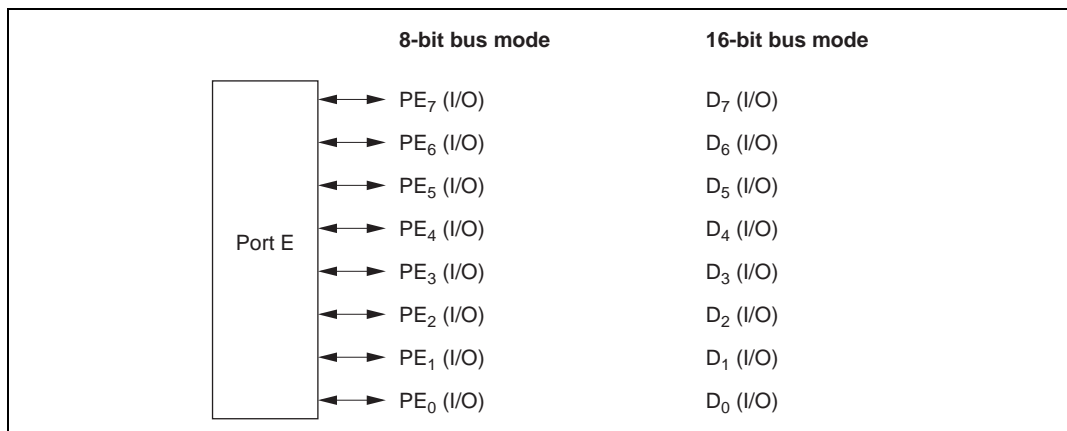 8-bit bus mode 16-bit bus mode
PE7 (I/O) D7 (I/O)
PE6 (I/O) D6 (I/O)
PE5 (I/O) D5 (I/O)
PE4 (I/O) D4 (I/O)
Port E
PE3 (I/O) D3 (I/O)
PE2 (I/O) D2 (I/O)
PE1 (I/O) D1 (I/O)
PE0 (I/O) D0 (I/O)